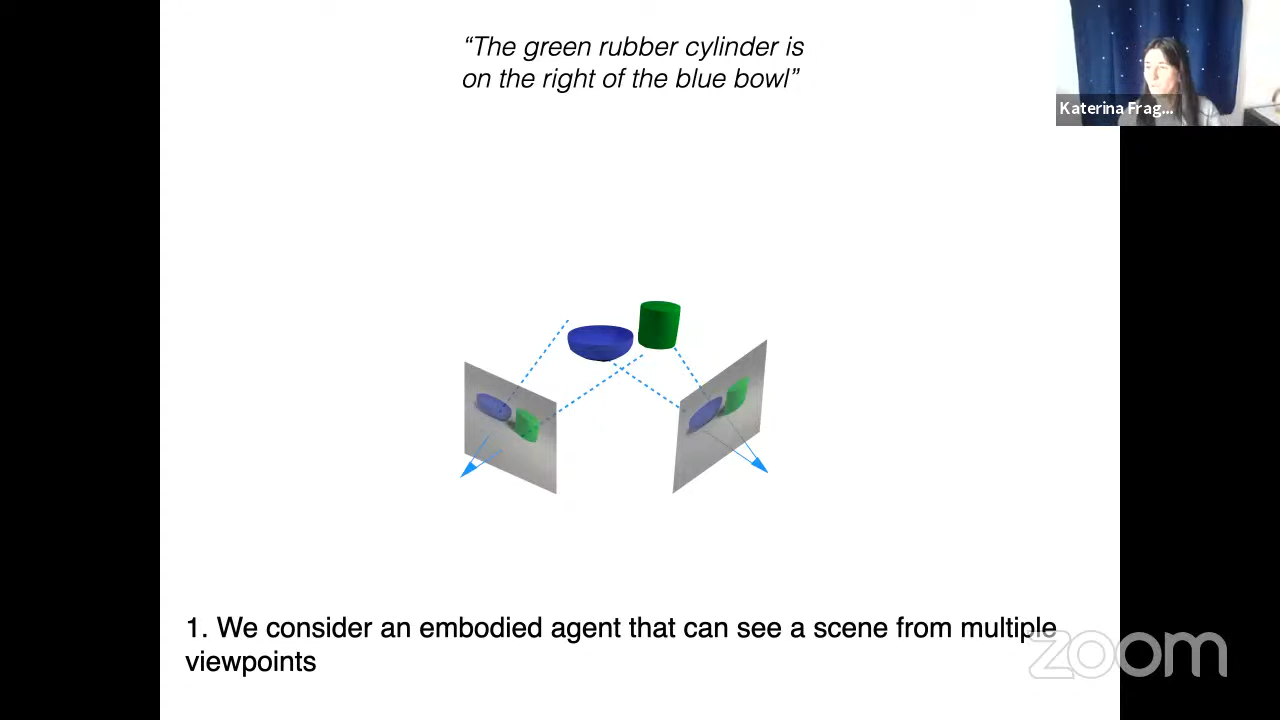 “The green rubber cylinder is
on the right of the blue bowl”
Katerina Frag...
1. We consider an embodied agent that can see a scene from multiple
viewpoints
zoom